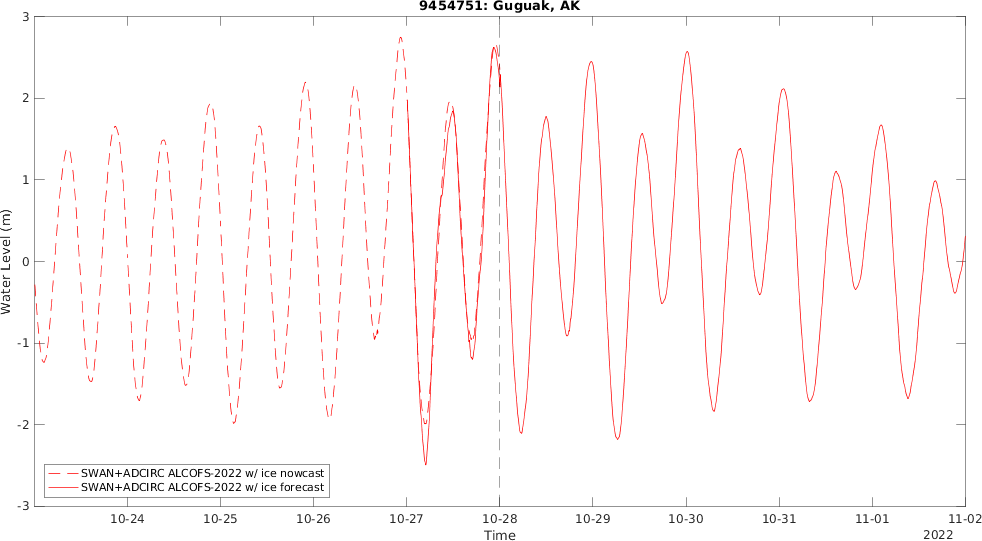 9454751: Guguak, AK
3
2
1
0
-1
-2
-3
Water Level (m)
SWAN+ADCIRC ALCOFS-2022 w/ ice nowcast
SWAN+ADCIRC ALCOFS-2022 w/ ice forecast
10-24 10-25 10-26 10-27 10-28 10-29 10-30 10-31 11-01 11-02
Time
2022